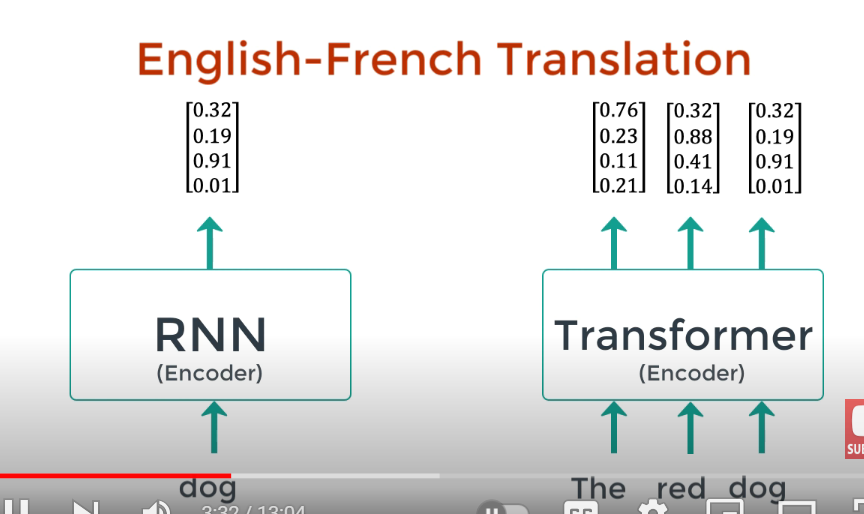 English-French Translation
[0.32]
0.19
0.91
[0.01]
[0.76] [0.32] [0.32]
0.23 0.88 0.19
0.11 0.41 0.91
[0.21] [0.14] [0.01]
RNN
(Encoder)
Transformer
(Encoder)
dog
The red dog
3:32 / 13:04
CC